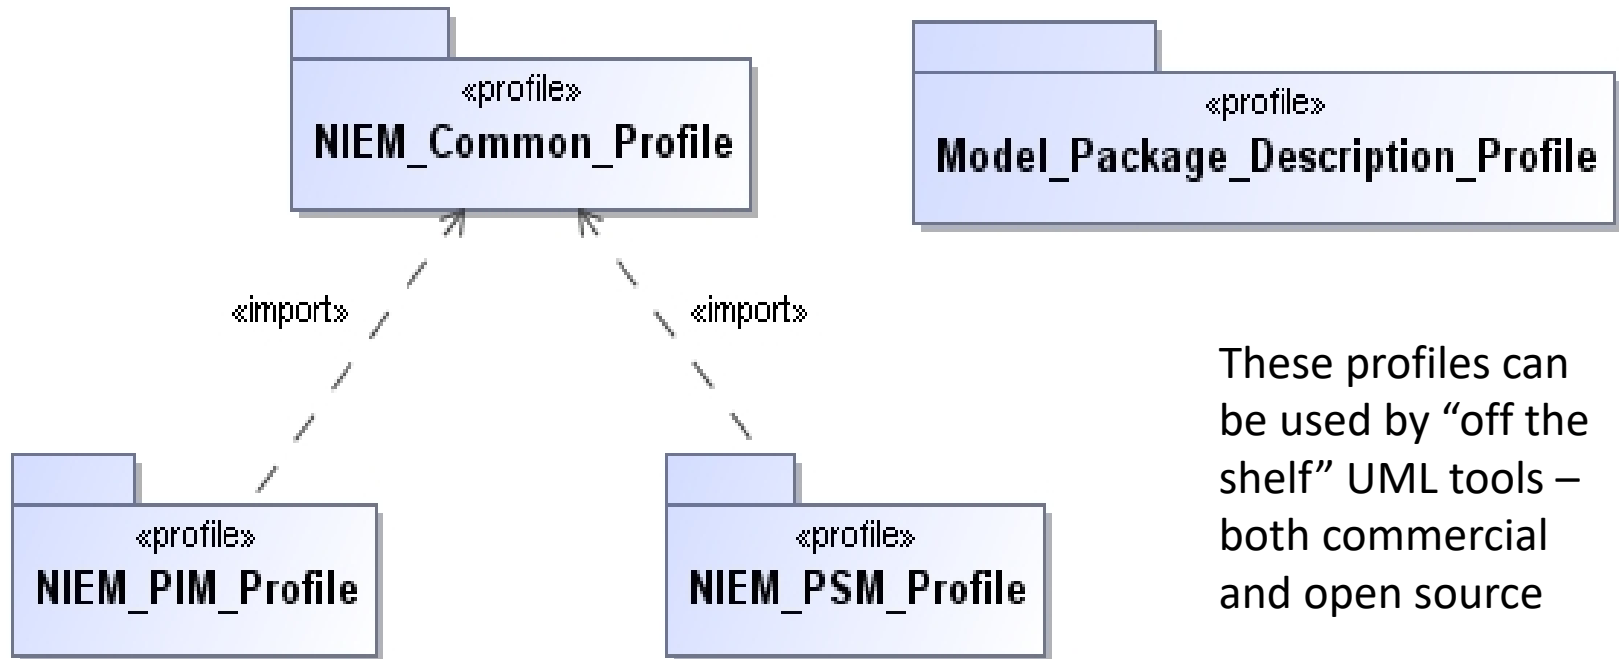 «profile»
NIEM_Common_Profile
«profile»
Model_Package_Description_Profile
«import»
«import»
These profiles can
be used by “off the
shelf” UML tools –
both commercial
and open source
«profile»
NIEM_PIM_Profile
«profile»
NIEM_PSM_Profile